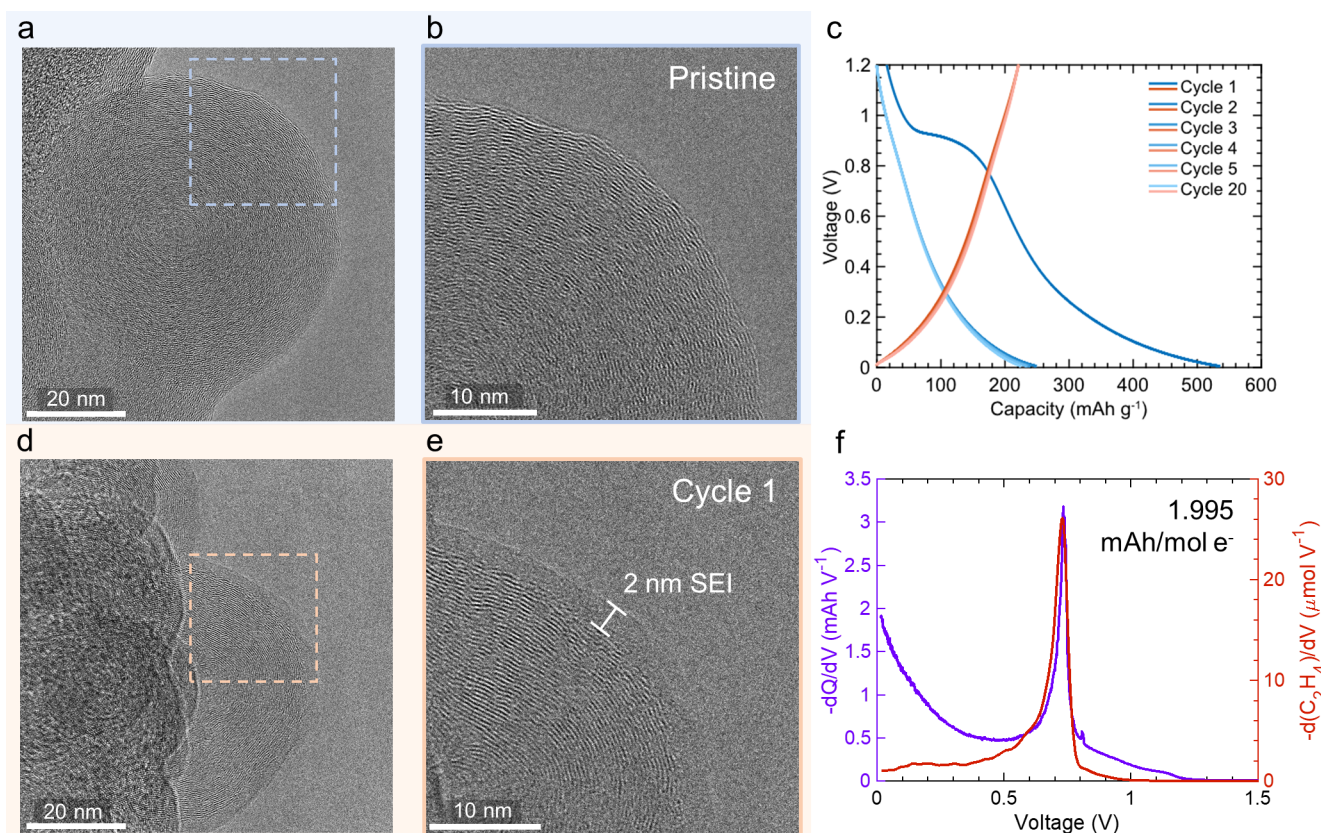 a
b
Pristine
20 nm
10 nm
c
1.2
1
0.8
0.6
0.4
0.2
0
Voltage (V)
0 100 200 300 400 500 600
Capacity (mAh g⁻¹)
Cycle 1
Cycle 2
Cycle 3
Cycle 4
Cycle 5
Cycle 20
d
e
Cycle 1
2 nm SEI
20 nm
10 nm
f
3.5
3
2.5
2
1.5
1
0.5
0
-dQ/dV (mAh V⁻¹)
1.995
mAh/mol e⁻
30
20
10
0
-d(C₂H₄)/dV (μmol V⁻¹)
0 0.5 1 1.5
Voltage (V)